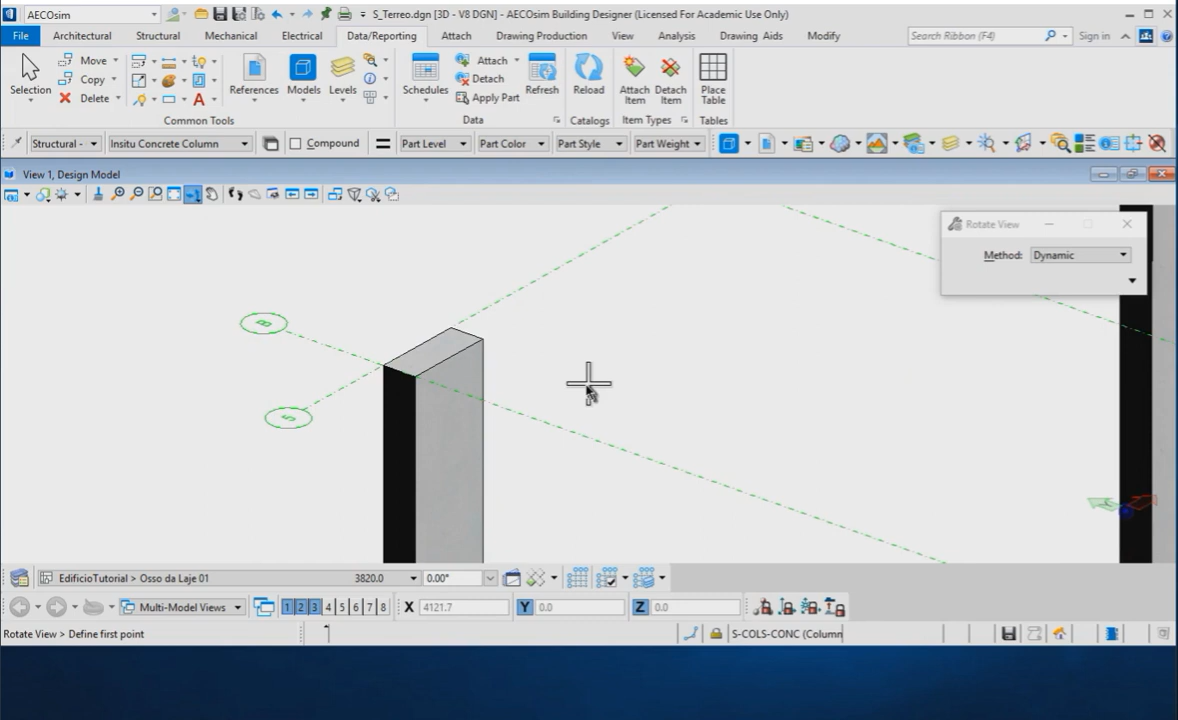 AECOsim S_Terreo.dgn [3D - V8 DGN] - AECOsim Building Designer (Licensed For Academic Use Only)
File Architectural Structural Mechanical Electrical Data/Reporting Attach Drawing Production View Analysis Drawing Aids Modify Search Ribbon (F4) Sign in
Move Attach
Copy Detach
Selection References Models Levels Schedules Refresh Reload Attach Item Detach Item Place Table
Delete Apply Part
Common Tools Data Catalogs Item Types Tables
Structural - Insitu Concrete Column Compound Part Level Part Color Part Style Part Weight
View 1, Design Model
Rotate View
Method: Dynamic
B
5
EdificioTutorial > Osso da Laje 01 3820.0 0.00°
Multi-Model Views 1 2 3 4 5 6 7 8 X 4121.7 Y 0.0 Z 0.0
Rotate View > Define first point S-COLS-CONC (Column